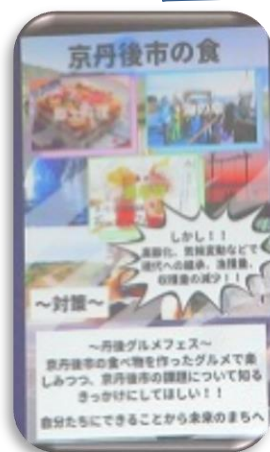 京丹後市の食
しかし！！
高齢化、気候変動などで
後代への継承、漁獲量、
収穫量の減少！！
～対策～
～丹後グルメフェス～
京丹後市の食べ物を作ったグルメで楽
しみつつ、京丹後市の課題について知る
きっかけにしてほしい！！
自分たちにできることから未来のまちへ